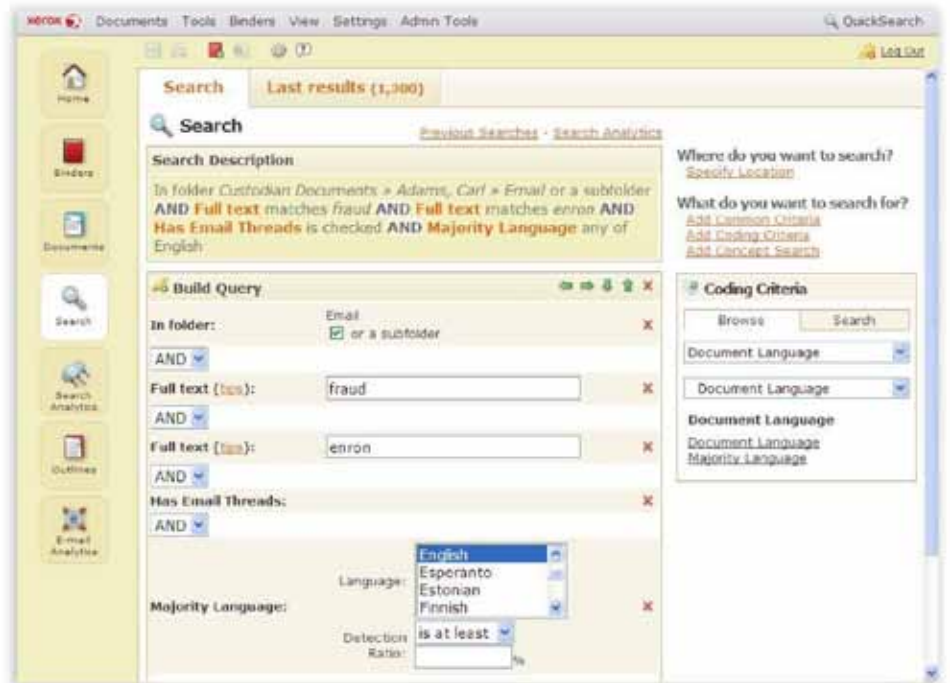 xerox Documents Tools Binders View Settings Admin Tools QuickSearch
Log Out
Home
Binders
Documents
Search
Search Analytics
Outlines
E-mail Analytics
Search Last results (1,300)
Search
Previous Searches - Search Analytics
Search Description
In folder Custodian Documents » Adams, Carl » Email or a subfolder
AND Full text matches fraud AND Full text matches enron AND
Has Email Threads is checked AND Majority Language any of
English
Build Query
In folder: Email
or a subfolder
AND
Full text (tips): fraud
AND
Full text (tips): enron
AND
Has Email Threads:
AND
Majority Language:
Language:
English
Esperanto
Estonian
Finnish
Detection Ratio: is at least
%
Where do you want to search?
Specify Location
What do you want to search for?
Add Common Criteria
Add Coding Criteria
Add Concept Search
Coding Criteria
Browse Search
Document Language
Document Language
Document Language
Document Language
Majority Language